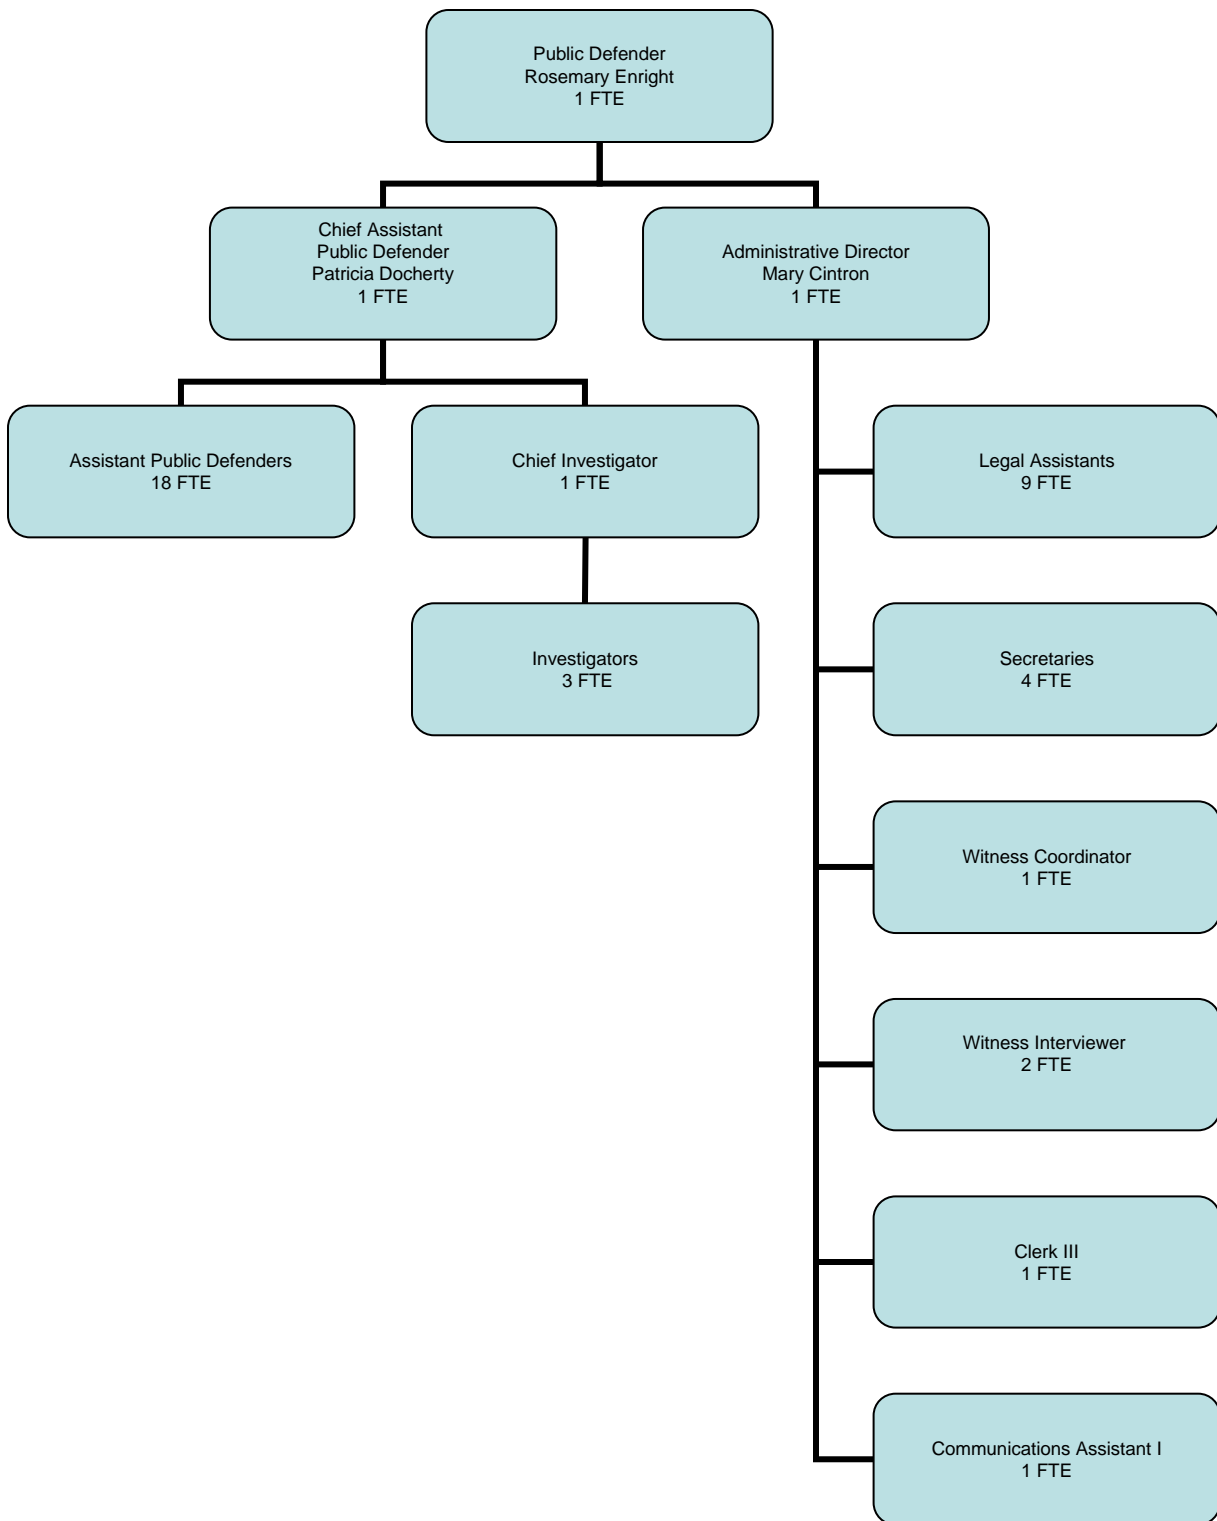 Public Defender
Rosemary Enright
1 FTE
Chief Assistant
Public Defender
Patricia Docherty
1 FTE
Administrative Director
Mary Cintron
1 FTE
Assistant Public Defenders
18 FTE
Chief Investigator
1 FTE
Legal Assistants
9 FTE
Investigators
3 FTE
Secretaries
4 FTE
Witness Coordinator
1 FTE
Witness Interviewer
2 FTE
Clerk III
1 FTE
Communications Assistant I
1 FTE